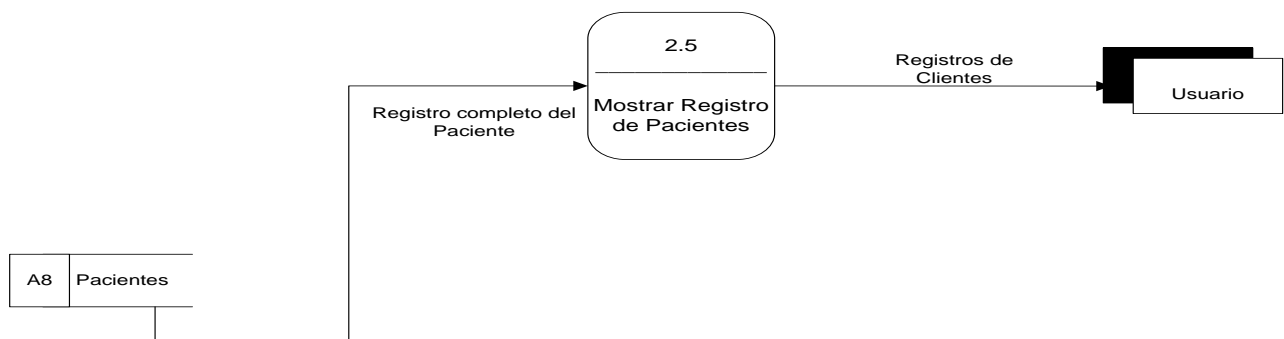 2.5
Mostrar Registro
de Pacientes
Registros de
Clientes
Usuario
Registro completo del
Paciente
A8 Pacientes